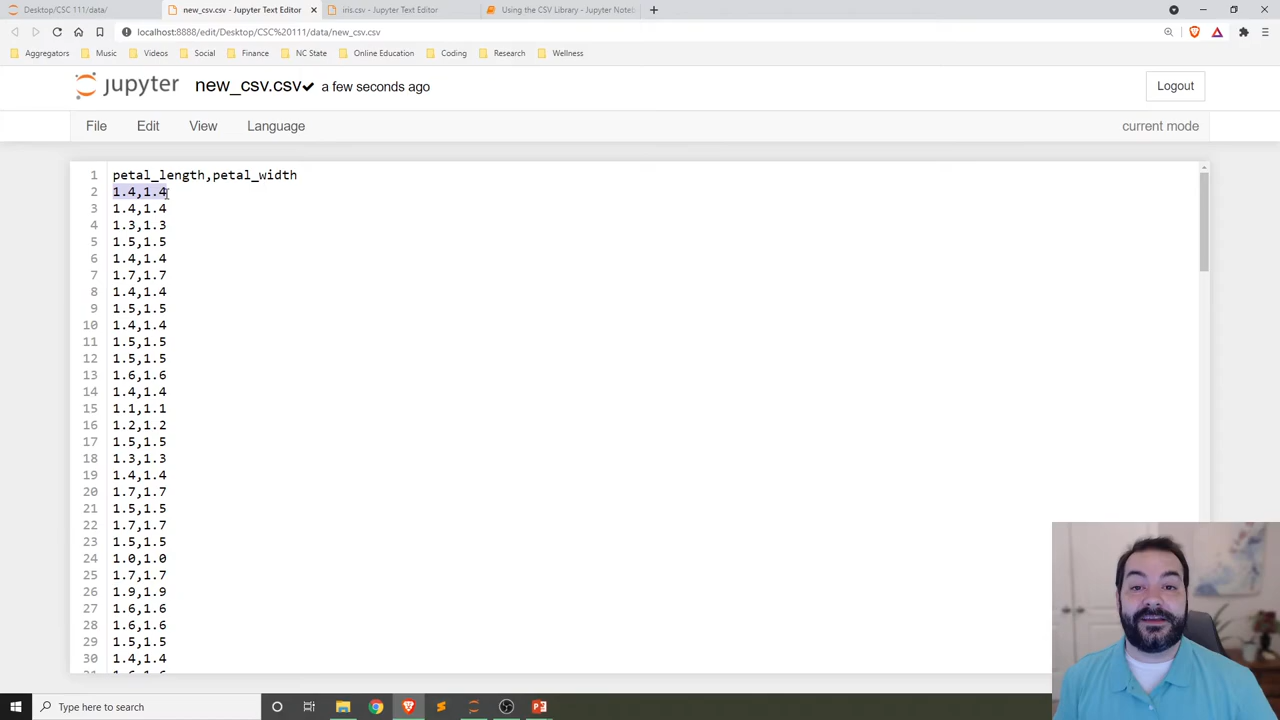 Desktop/CSC 111/data/
new_csv.csv - Jupyter Text Editor
iris.csv - Jupyter Text Editor
Using the CSV Library - Jupyter Note
localhost:8888/edit/Desktop/CSC%20111/data/new_csv.csv
Aggregators Music Videos Social Finance NC State Online Education Coding Research Wellness
jupyter new_csv.csv a few seconds ago
Logout
File Edit View Language
current mode
1 petal_length,petal_width
2 1.4,1.4
3 1.4,1.4
4 1.3,1.3
5 1.5,1.5
6 1.4,1.4
7 1.7,1.7
8 1.4,1.4
9 1.5,1.5
10 1.4,1.4
11 1.5,1.5
12 1.5,1.5
13 1.6,1.6
14 1.4,1.4
15 1.1,1.1
16 1.2,1.2
17 1.5,1.5
18 1.3,1.3
19 1.4,1.4
20 1.7,1.7
21 1.5,1.5
22 1.7,1.7
23 1.5,1.5
24 1.0,1.0
25 1.7,1.7
26 1.9,1.9
27 1.6,1.6
28 1.6,1.6
29 1.5,1.5
30 1.4,1.4
31 1.6,1.6
Type here to search